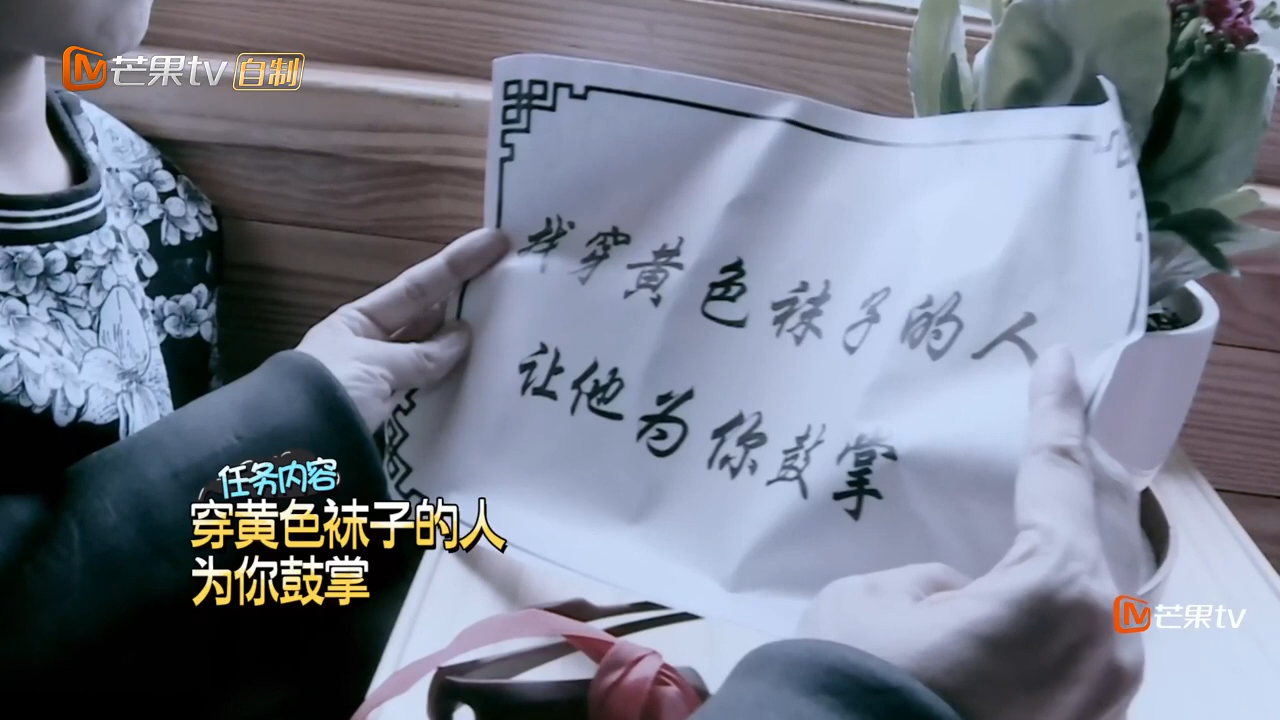 芒果tv 自制
找穿黄色袜子的人
让他为你鼓掌
任务内容
穿黄色袜子的人
为你鼓掌
芒果tv